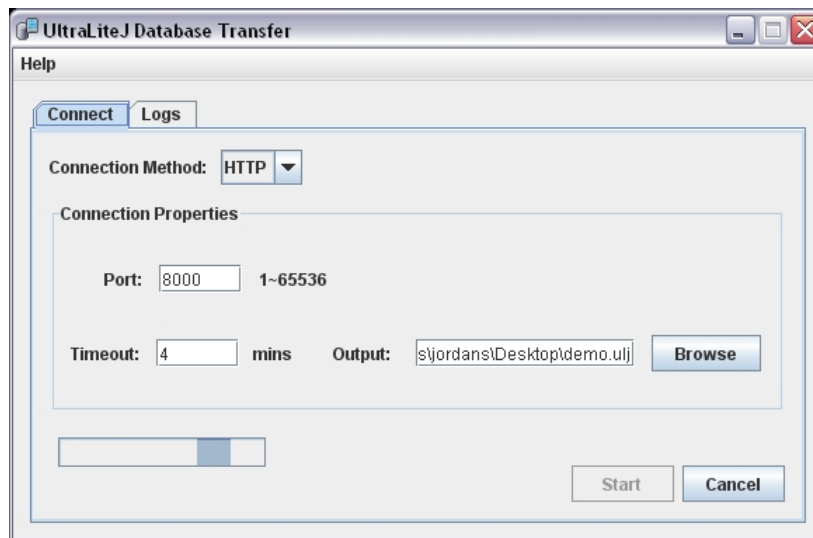 UltraLiteJ Database Transfer
Help
Connect Logs
Connection Method: HTTP
Connection Properties
Port: 8000 1~65536
Timeout: 4 mins Output: s\jordans\Desktop\demo.ulj Browse
Start Cancel